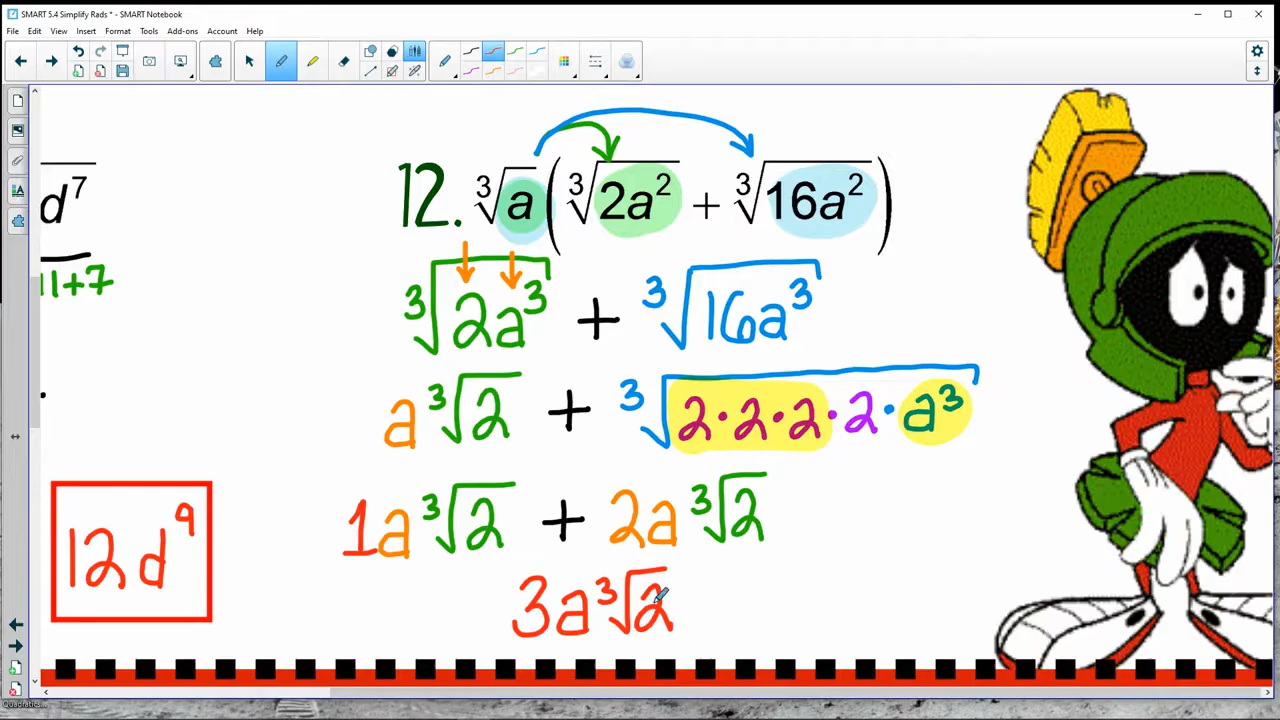 SMART 5.4 Simplify Rads * - SMART Notebook
File Edit View Insert Format Tools Add-ons Account Help
d⁷
11+7
12d⁹
12. ∛a(∛2a² + ∛16a²)
∛2a³ + ∛16a³
a∛2 + ∛2·2·2·2·a³
1a∛2 + 2a∛2
3a∛2
Quadratic...